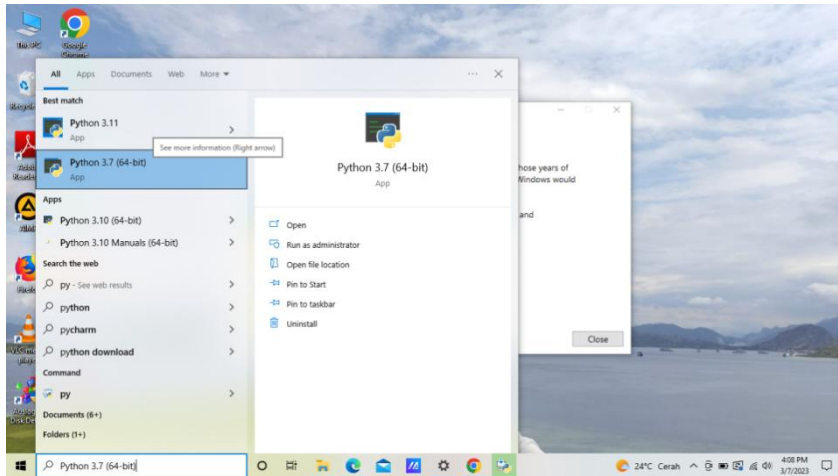 This PC
Google Chrome
All Apps Documents Web More
Best match
Python 3.11
App
See more information (Right arrow)
Python 3.7 (64-bit)
App
Apps
Python 3.10 (64-bit)
Python 3.10 Manuals (64-bit)
Search the web
py - See web results
python
pycharm
python download
Command
py
Documents (6+)
Folders (1+)
Python 3.7 (64-bit)
Python 3.7 (64-bit)
App
Open
Run as administrator
Open file location
Pin to Start
Pin to taskbar
Uninstall
hose years of
Windows would
and
Close
24°C Cerah
4:08 PM
3/7/2023